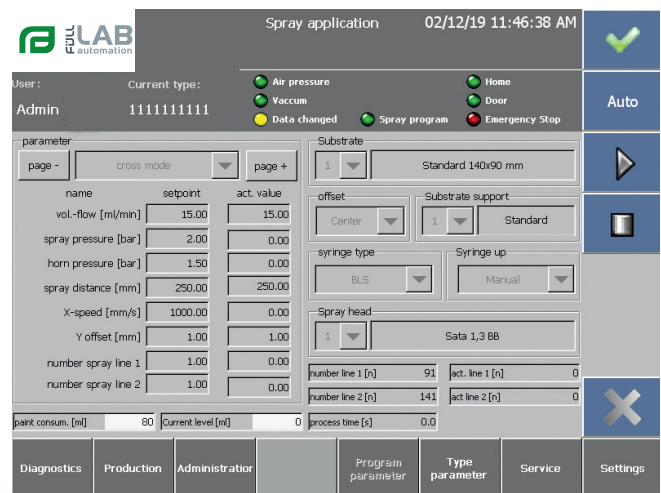 FÜLL LAB automation
Spray application 02/12/19 11:46:38 AM
User: Current type:
Admin 1111111111
Air pressure Home
Vaccum Door
Data changed Spray program Emergency Stop
Auto
parameter
page - cross mode page +
name setpoint act. value
vol.-flow [ml/min] 15.00 15.00
spray pressure [bar] 2.00 0.00
horn pressure [bar] 1.50 0.00
spray distance [mm] 250.00 250.00
X-speed [mm/s] 1000.00 0.00
Y offset [mm] 1.00 1.00
number spray line 1 1.00 0.00
number spray line 2 1.00 0.00
paint consum. [ml] 80 Current level [ml] 0
Substrate
1 Standard 140x90 mm
offset Substrate support
Center 1 Standard
syringe type Syringe up
BLS Manual
Spray head
1 Sata 1,3 BB
number line 1 [n] 91 act. line 1 [n] 0
number line 2 [n] 141 act line 2 [n] 0
process time [s] 0.0
Diagnostics Production Administratior Program parameter Type parameter Service Settings